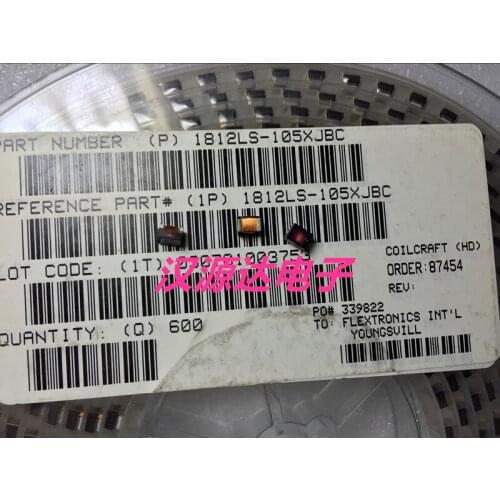 PART NUMBER (P) 1812LS-105XJBC
REFERENCE PART# (1P) 1812LS-105XJBC
LOT CODE: (1T)
汉源达电子
COILCRAFT (HD)
ORDER:87454
REV:
QUANTITY: (Q) 600
PO# 339822
TO: FLEXTRONICS INT'L
YOUNGSVILL